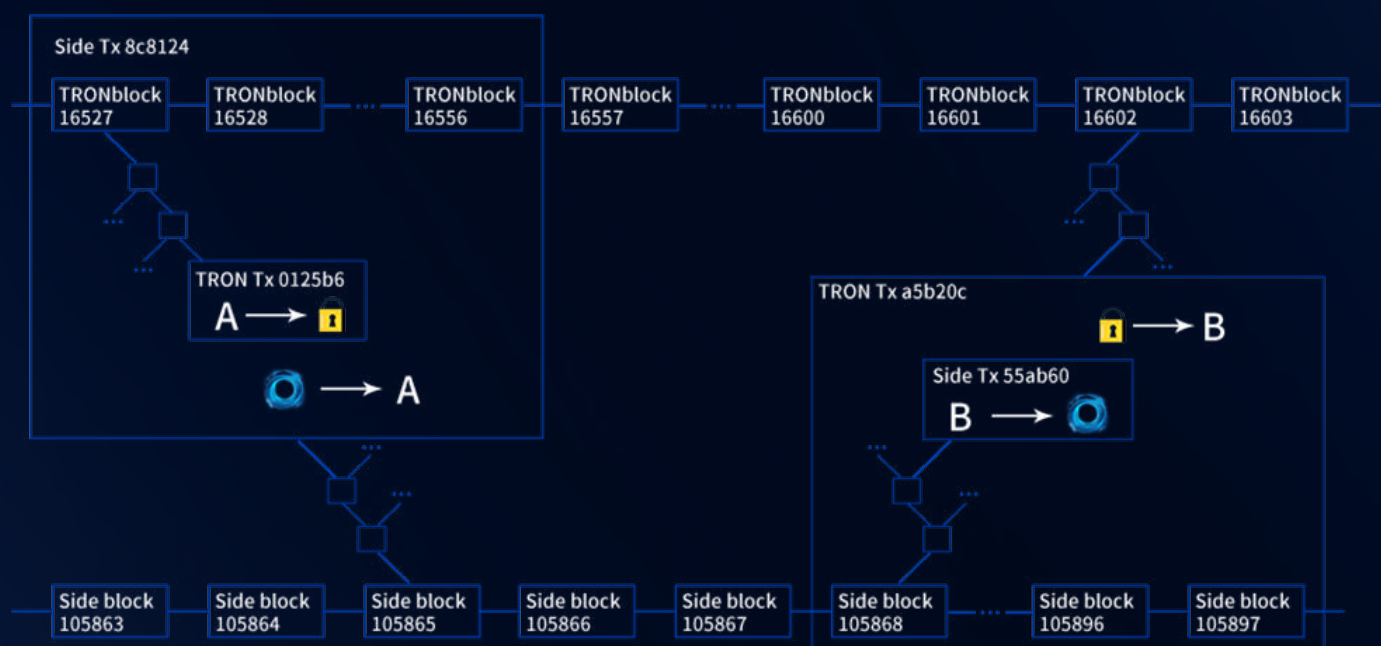 Side Tx 8c8124
TRONblock
16527
TRONblock
16528
...
TRONblock
16556
TRONblock
16557
...
TRONblock
16600
TRONblock
16601
TRONblock
16602
TRONblock
16603
...
...
TRON Tx 0125b6
A
A
...
...
TRON Tx a5b20c
B
Side Tx 55ab60
B
...
...
...
...
Side block
105863
Side block
105864
Side block
105865
Side block
105866
Side block
105867
Side block
105868
...
Side block
105896
Side block
105897